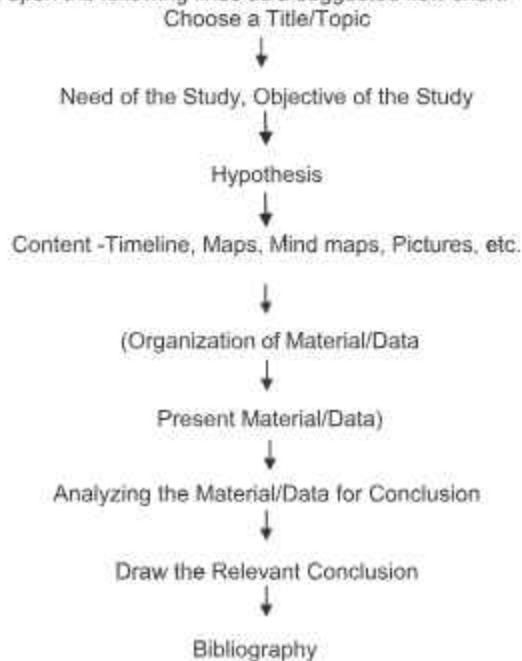 Choose a Title/Topic
Need of the Study, Objective of the Study
Hypothesis
Content -Timeline, Maps, Mind maps, Pictures, etc.
(Organization of Material/Data
Present Material/Data)
Analyzing the Material/Data for Conclusion
Draw the Relevant Conclusion
Bibliography